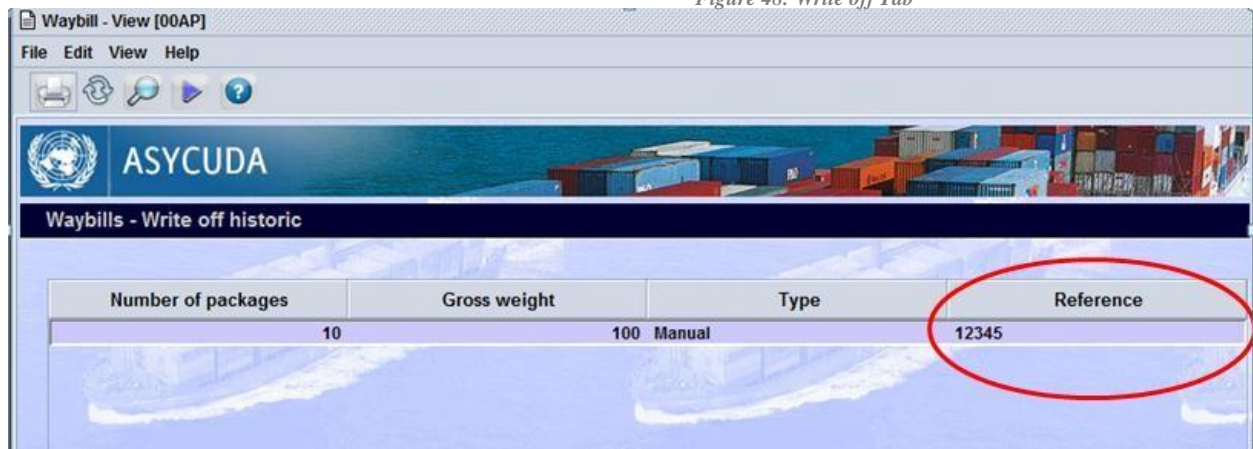 Figure 48: Write off Tab
Waybill - View [00AP]
File Edit View Help
ASYCUDA
Waybills - Write off historic
Number of packages Gross weight Type Reference
10 100 Manual 12345